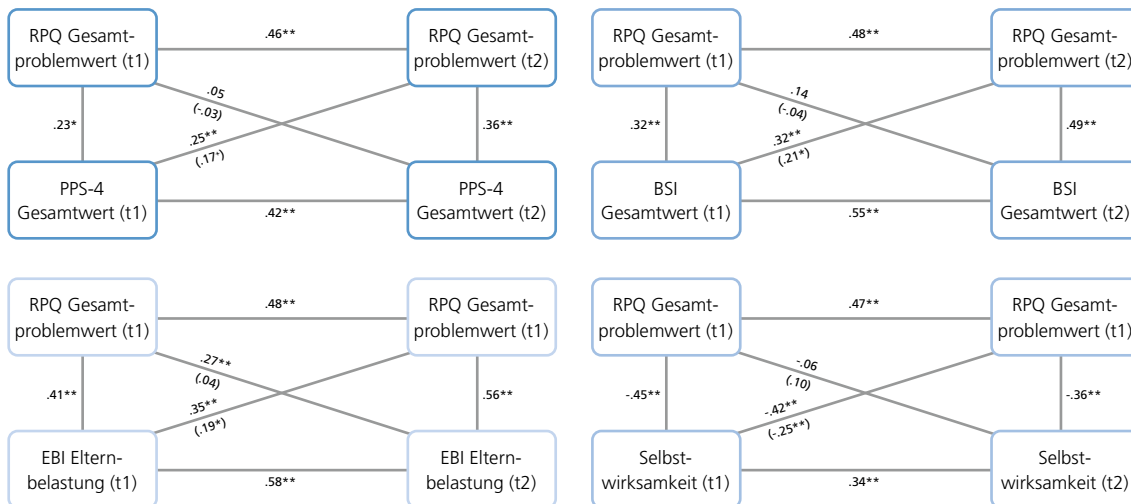 RPQ Gesamt-
problemwert (t1)
.46**
RPQ Gesamt-
problemwert (t2)
.23*
.05
(-.03)
.25**
(.17*)
.36**
PPS-4
Gesamtwert (t1)
.42**
PPS-4
Gesamtwert (t2)
RPQ Gesamt-
problemwert (t1)
.48**
RPQ Gesamt-
problemwert (t2)
.32**
.14
(-.04)
.32**
(.21*)
.49**
BSI
Gesamtwert (t1)
.55**
BSI
Gesamtwert (t2)
RPQ Gesamt-
problemwert (t1)
.48**
RPQ Gesamt-
problemwert (t1)
.41**
.27**
(.04)
.35**
(.19*)
.56**
EBI Eltern-
belastung (t1)
.58**
EBI Eltern-
belastung (t2)
RPQ Gesamt-
problemwert (t1)
.47**
RPQ Gesamt-
problemwert (t1)
-.45**
-.06
(.10)
-.42**
(-.25**)
-.36**
Selbst-
wirksamkeit (t1)
.34**
Selbst-
wirksamkeit (t2)